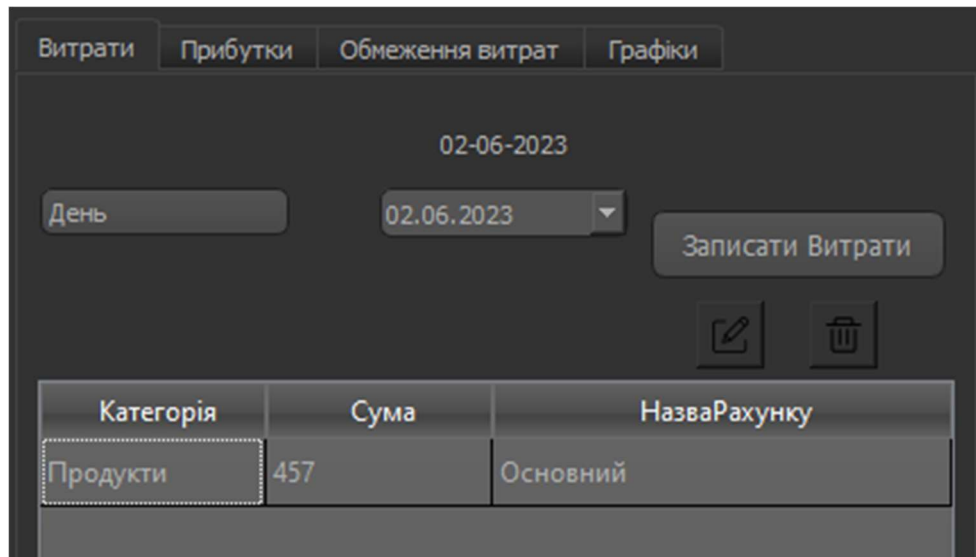 Витрати Прибутки Обмеження витрат Графіки
02-06-2023
День 02.06.2023
Записати Витрати
Категорія Сума НазваРахунку
Продукти 457 Основний